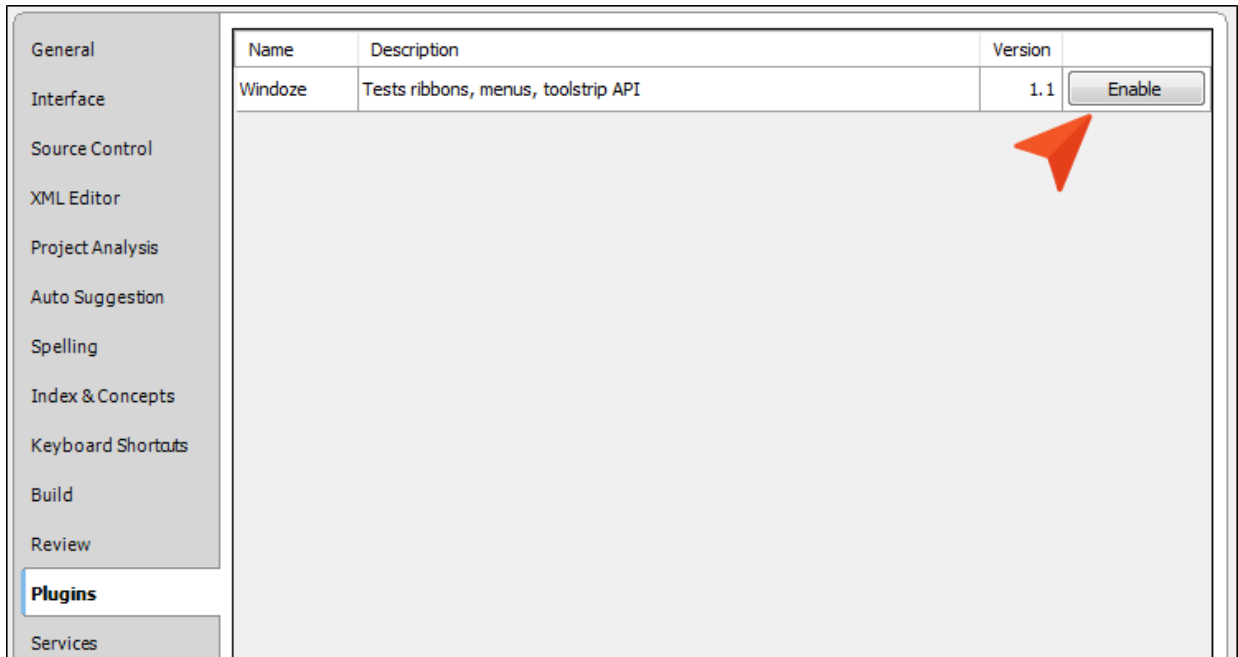 General
Interface
Source Control
XML Editor
Project Analysis
Auto Suggestion
Spelling
Index & Concepts
Keyboard Shortcuts
Build
Review
Plugins
Services
Name Description Version
Windoze Tests ribbons, menus, toolstrip API 1.1 Enable